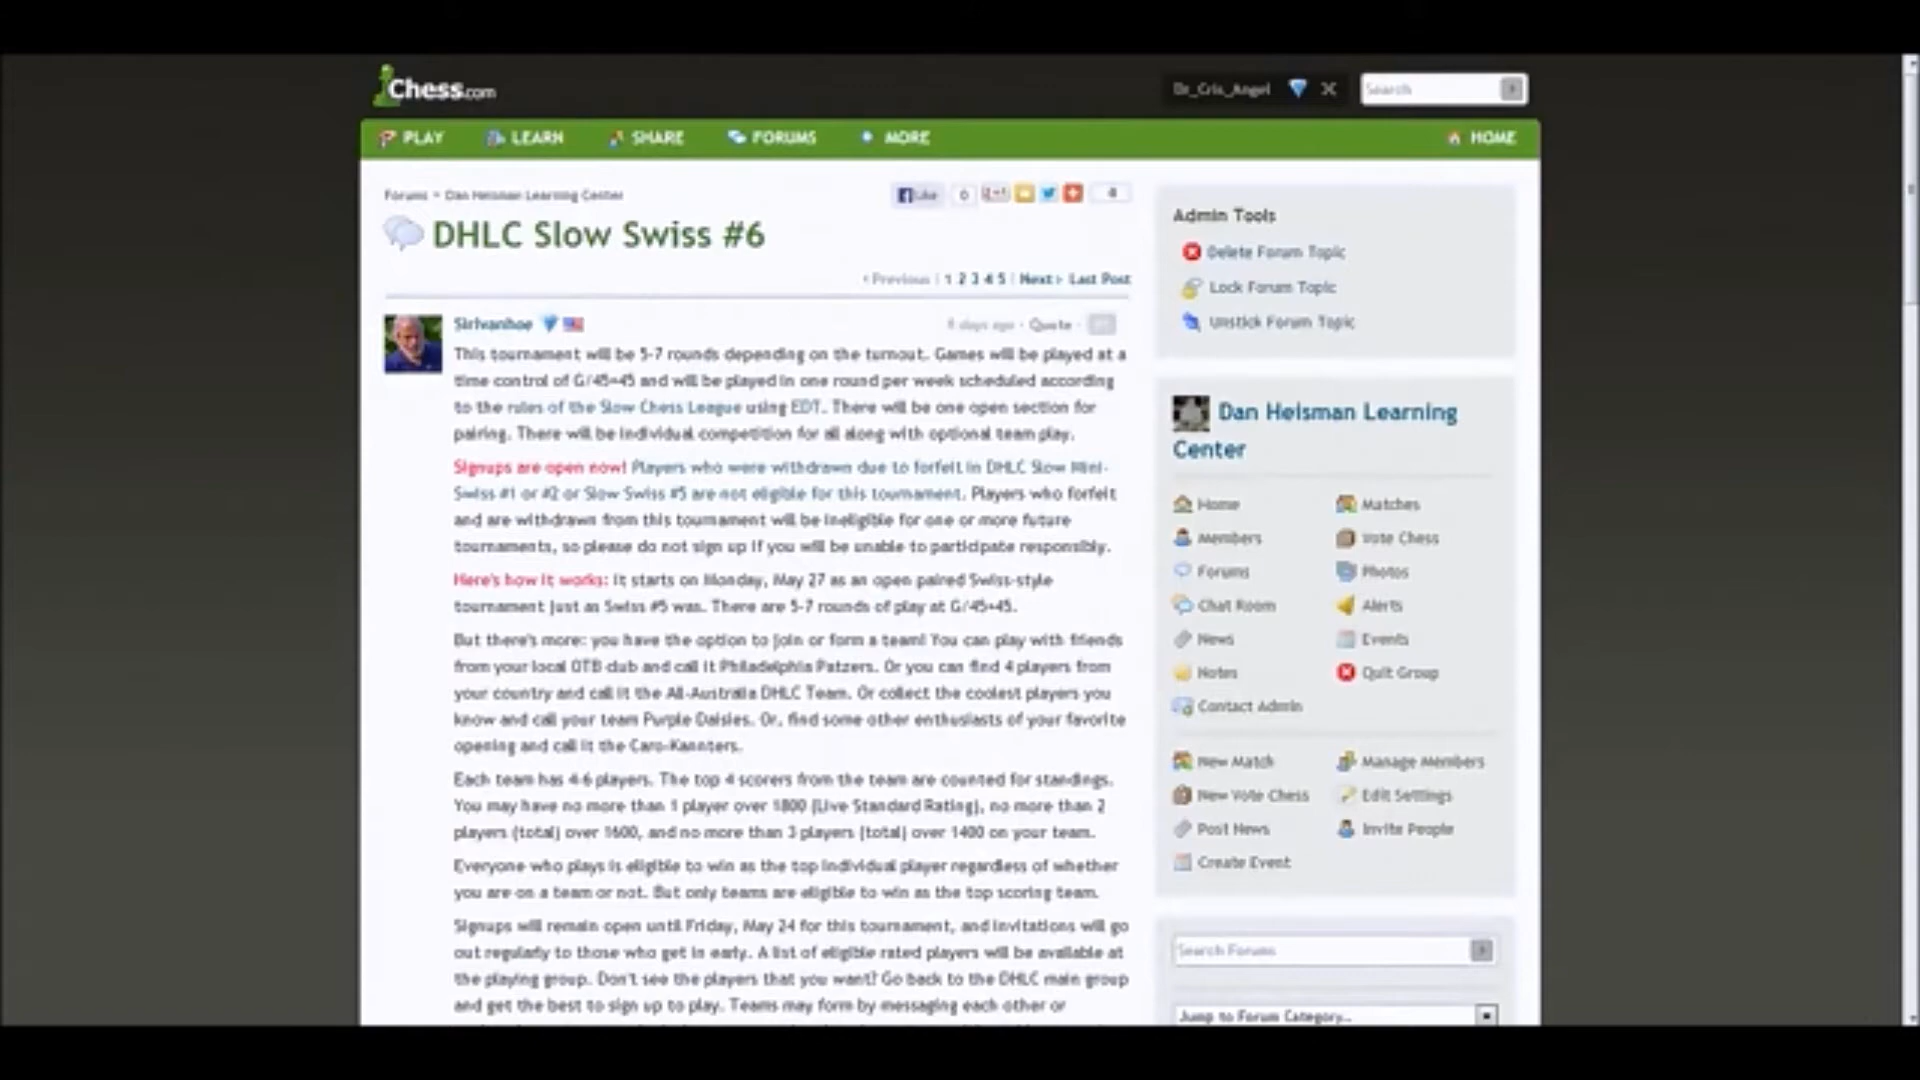 Chess.com
Dr_Cris_Angel
Search
PLAY
LEARN
SHARE
FORUMS
MORE
HOME
Forums > Dan Heisman Learning Center
Like
0
DHLC Slow Swiss #6
Previous | 1 2 3 4 5 | Next Last Post
SirIvanhoe
days ago · Quote ·
This tournament will be 5-7 rounds depending on the turnout. Games will be played at a
time control of G/45+45 and will be played in one round per week scheduled according
to the rules of the Slow Chess League using EDT. There will be one open section for
pairing. There will be individual competition for all along with optional team play.
Signups are open now! Players who were withdrawn due to forfeit in DHLC Slow Mini-
Swiss #1 or #2 or Slow Swiss #5 are not eligible for this tournament. Players who forfeit
and are withdrawn from this tournament will be ineligible for one or more future
tournaments, so please do not sign up if you will be unable to participate responsibly.
Here's how it works: It starts on Monday, May 27 as an open paired Swiss-style
tournament just as Swiss #5 was. There are 5-7 rounds of play at G/45+45.
But there's more: you have the option to join or form a team! You can play with friends
from your local OTB club and call it Philadelphia Patzers. Or you can find 4 players from
your country and call it the All-Australia DHLC Team. Or collect the coolest players you
know and call your team Purple Daisies. Or, find some other enthusiasts of your favorite
opening and call it the Caro-Kannters.
Each team has 4-6 players. The top 4 scorers from the team are counted for standings.
You may have no more than 1 player over 1800 (Live Standard Rating), no more than 2
players (total) over 1600, and no more than 3 players (total) over 1400 on your team.
Everyone who plays is eligible to win as the top individual player regardless of whether
you are on a team or not. But only teams are eligible to win as the top scoring team.
Signups will remain open until Friday, May 24 for this tournament, and invitations will go
out regularly to those who get in early. A list of eligible rated players will be available at
the playing group. Don't see the players that you want? Go back to the DHLC main group
and get the best to sign up to play. Teams may form by messaging each other or
Admin Tools
Delete Forum Topic
Lock Forum Topic
Unstick Forum Topic
Dan Heisman Learning
Center
Home
Matches
Members
Vote Chess
Forums
Photos
Chat Room
Alerts
News
Events
Notes
Quit Group
Contact Admin
New Match
Manage Members
New Vote Chess
Edit Settings
Post News
Invite People
Create Event
Search Forums
Jump to Forum Category...